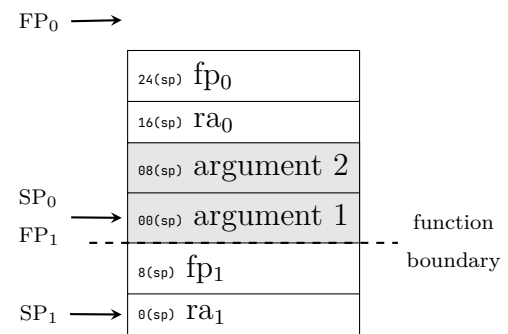 FP₀
24(sp) fp₀
16(sp) ra₀
08(sp) argument 2
SP₀
00(sp) argument 1
FP₁
function
boundary
8(sp) fp₁
SP₁
0(sp) ra₁